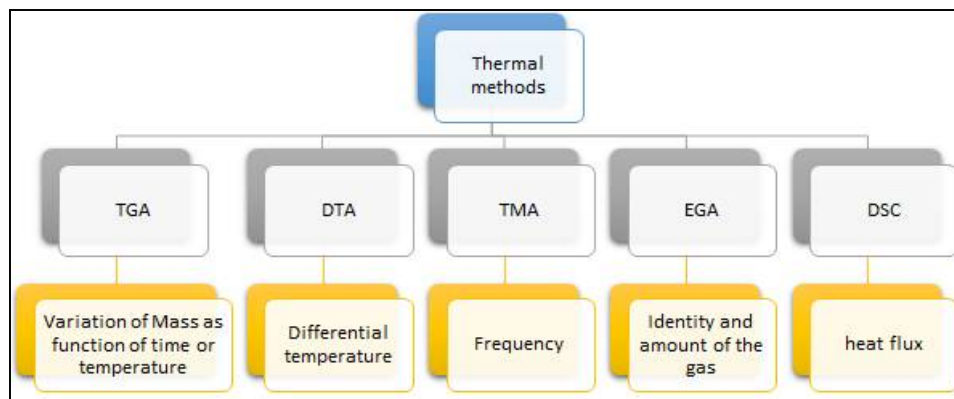 Thermal
methods
TGA
DTA
TMA
EGA
DSC
Variation of Mass as
function of time or
temperature
Differential
temperature
Frequency
Identity and
amount of the
gas
heat flux